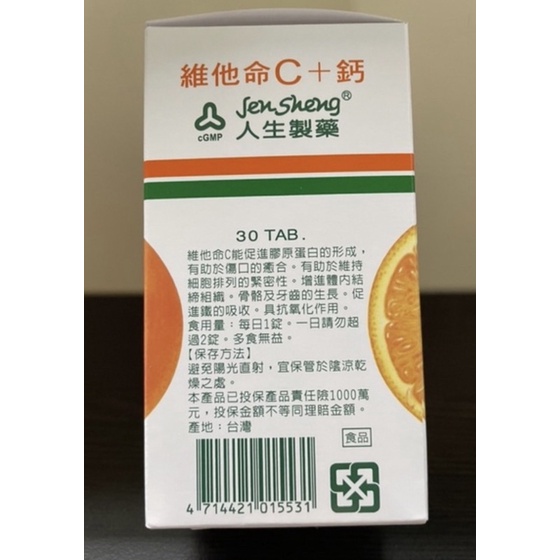 維他命C＋鈣
Jen Sheng®
cGMP
人生製藥
30 TAB.
維他命C能促進膠原蛋白的形成，
有助於傷口的癒合。有助於維持
細胞排列的緊密性。增進體內結
締組織。骨骼及牙齒的生長。促
進鐵的吸收。具抗氧化作用。
食用量：每日1錠。一日請勿超
過2錠。多食無益。
【保存方法】
避免陽光直射，宜保管於陰涼乾
燥之處。
本產品已投保產品責任險1000萬
元，投保金額不等同理賠金額。
產地：台灣
食品
4 714421 015531